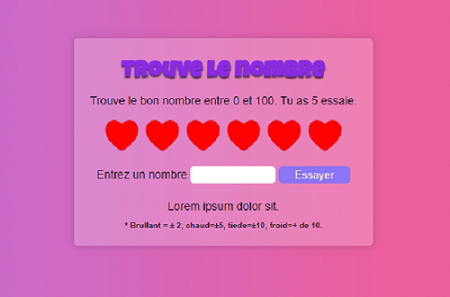 Trouve le nombre
Trouve le bon nombre entre 0 et 100. Tu as 5 essaie.
Entrez un nombre Essayer
Lorem ipsum dolor sit.
* Brullant = ± 2, chaud=±5, tiede=±10, froid=+ de 10.